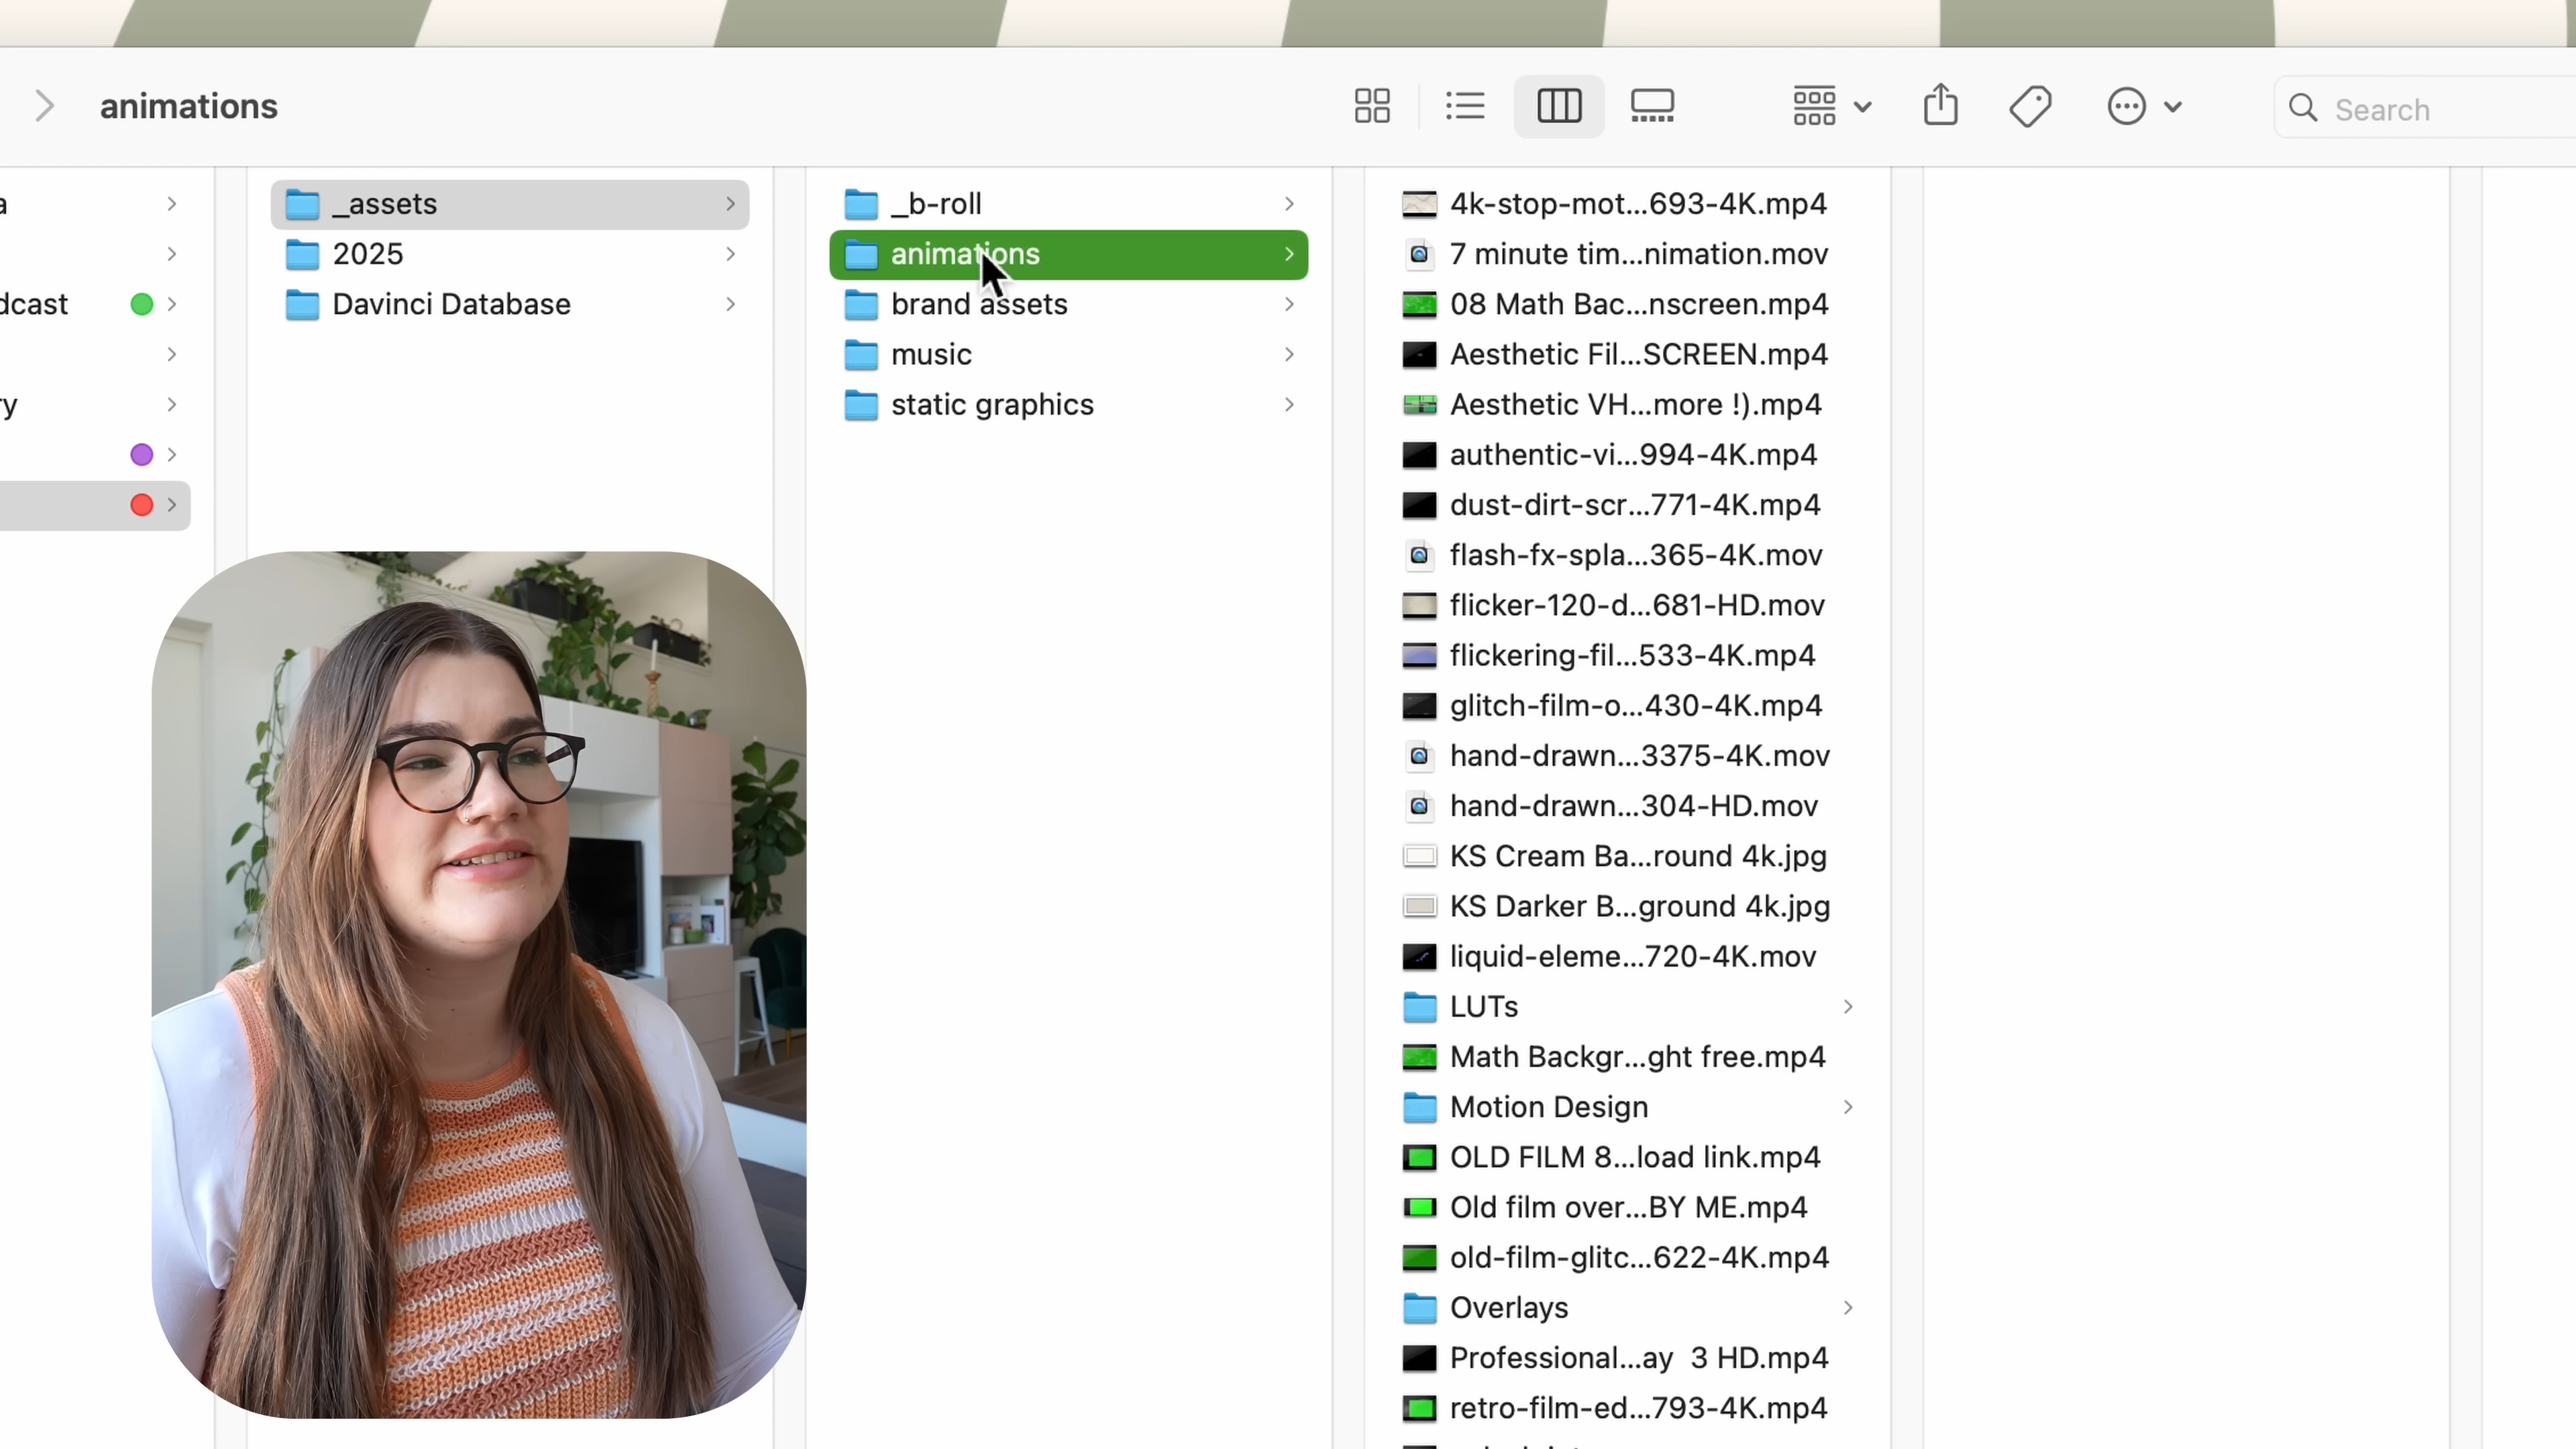 animations
Search
a
dcast
ry
_assets
2025
Davinci Database
_b-roll
animations
brand assets
music
static graphics
4k-stop-mot...693-4K.mp4
7 minute tim...nimation.mov
08 Math Bac...nscreen.mp4
Aesthetic Fil...SCREEN.mp4
Aesthetic VH...more !).mp4
authentic-vi...994-4K.mp4
dust-dirt-scr...771-4K.mp4
flash-fx-spla...365-4K.mov
flicker-120-d...681-HD.mov
flickering-fil...533-4K.mp4
glitch-film-o...430-4K.mp4
hand-drawn...3375-4K.mov
hand-drawn...304-HD.mov
KS Cream Ba...round 4k.jpg
KS Darker B...ground 4k.jpg
liquid-eleme...720-4K.mov
LUTs
Math Backgr...ght free.mp4
Motion Design
OLD FILM 8...load link.mp4
Old film over...BY ME.mp4
old-film-glitc...622-4K.mp4
Overlays
Professional...ay  3 HD.mp4
retro-film-ed...793-4K.mp4